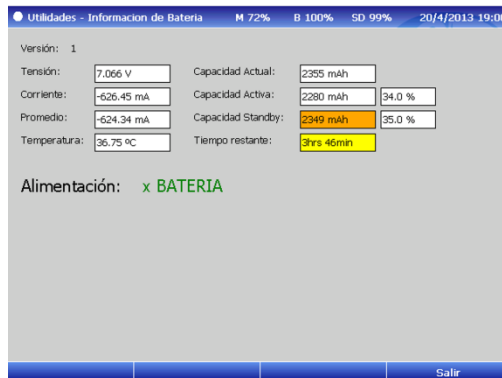 Utilidades - Informacion de Bateria M 72% B 100% SD 99% 20/4/2013 19:00
Versión: 1
Tensión: 7.066 V Capacidad Actual: 2355 mAh
Corriente: -626.45 mA Capacidad Activa: 2280 mAh 34.0 %
Promedio: -624.34 mA Capacidad Standby: 2349 mAh 35.0 %
Temperatura: 36.75 ºC Tiempo restante: 3hrs 46min
Alimentación: x BATERIA
Salir